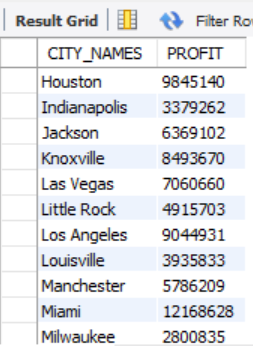 Result Grid Filter Ro
CITY_NAMES PROFIT
Houston 9845140
Indianapolis 3379262
Jackson 6369102
Knoxville 8493670
Las Vegas 7060660
Little Rock 4915703
Los Angeles 9044931
Louisville 3935833
Manchester 5786209
Miami 12168628
Milwaukee 2800835